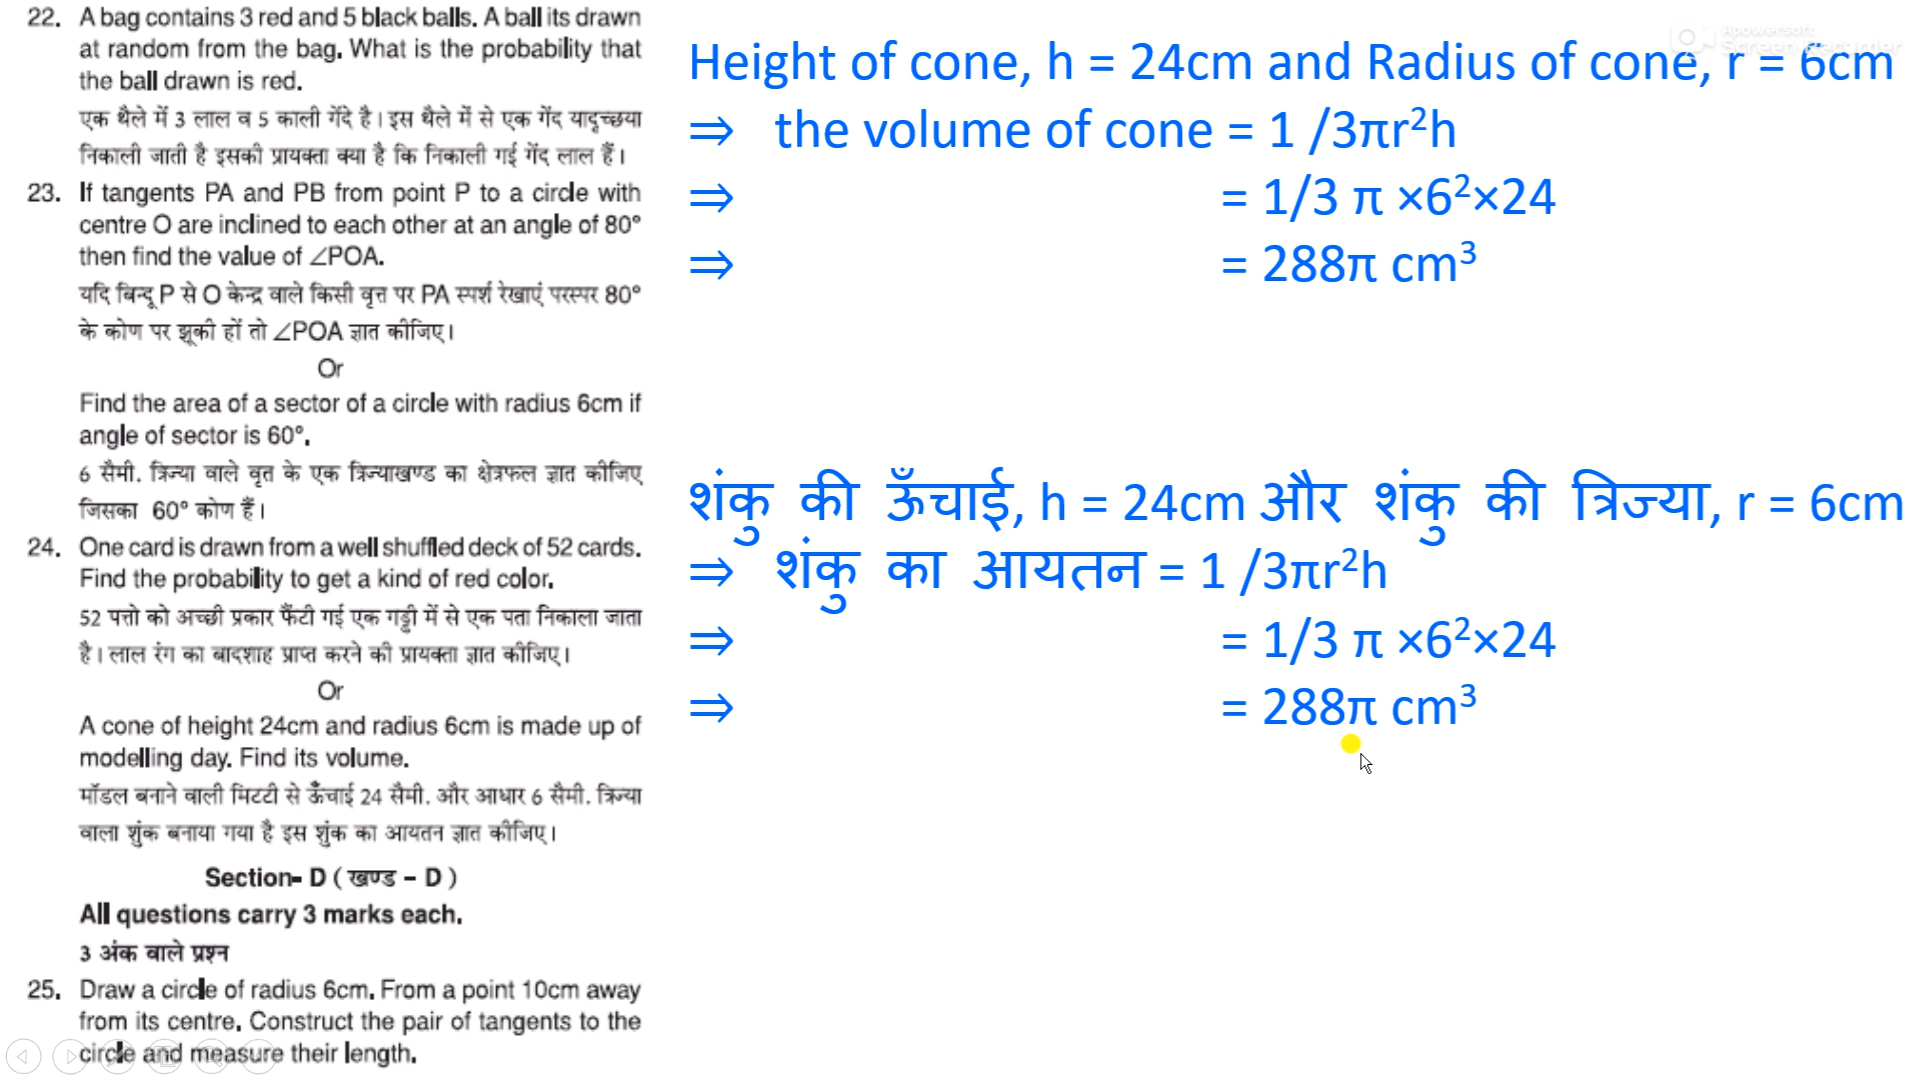 22. A bag contains 3 red and 5 black balls. A ball its drawn
at random from the bag. What is the probability that
the ball drawn is red.
एक थैले में 3 लाल व 5 काली गेंदे है। इस थैले में से एक गेंद यादृच्छया
निकाली जाती है इसकी प्रायक्ता क्या है कि निकाली गई गेंद लाल हैं।
23. If tangents PA and PB from point P to a circle with
centre O are inclined to each other at an angle of 80°
then find the value of ∠POA.
यदि बिन्दू P से O केन्द्र वाले किसी वृत्त पर PA स्पर्श रेखाएं परस्पर 80°
के कोण पर झूकी हों तो ∠POA ज्ञात कीजिए।
Or
Find the area of a sector of a circle with radius 6cm if
angle of sector is 60°.
6 सैमी. त्रिज्या वाले वृत के एक त्रिज्याखण्ड का क्षेत्रफल ज्ञात कीजिए
जिसका 60° कोण हैं।
24. One card is drawn from a well shuffled deck of 52 cards.
Find the probability to get a kind of red color.
52 पत्तो को अच्छी प्रकार फैंटी गई एक गड्डी में से एक पता निकाला जाता
है। लाल रंग का बादशाह प्राप्त करने की प्रायक्ता ज्ञात कीजिए।
Or
A cone of height 24cm and radius 6cm is made up of
modelling day. Find its volume.
मॉडल बनाने वाली मिटटी से ऊँचाई 24 सैमी. और आधार 6 सैमी. त्रिज्या
वाला शुंक बनाया गया है इस शुंक का आयतन ज्ञात कीजिए।
Section- D ( खण्ड – D )
All questions carry 3 marks each.
3 अंक वाले प्रश्न
25. Draw a circle of radius 6cm. From a point 10cm away
from its centre. Construct the pair of tangents to the
circle and measure their length.
Apowersoft
Screen Recorder
Height of cone, h = 24cm and Radius of cone, r = 6cm
⇒ the volume of cone = 1 /3πr²h
⇒ = 1/3 π ×6²×24
⇒ = 288π cm³
शंकु की ऊँचाई, h = 24cm और शंकु की त्रिज्या, r = 6cm
⇒ शंकु का आयतन = 1 /3πr²h
⇒ = 1/3 π ×6²×24
⇒ = 288π cm³